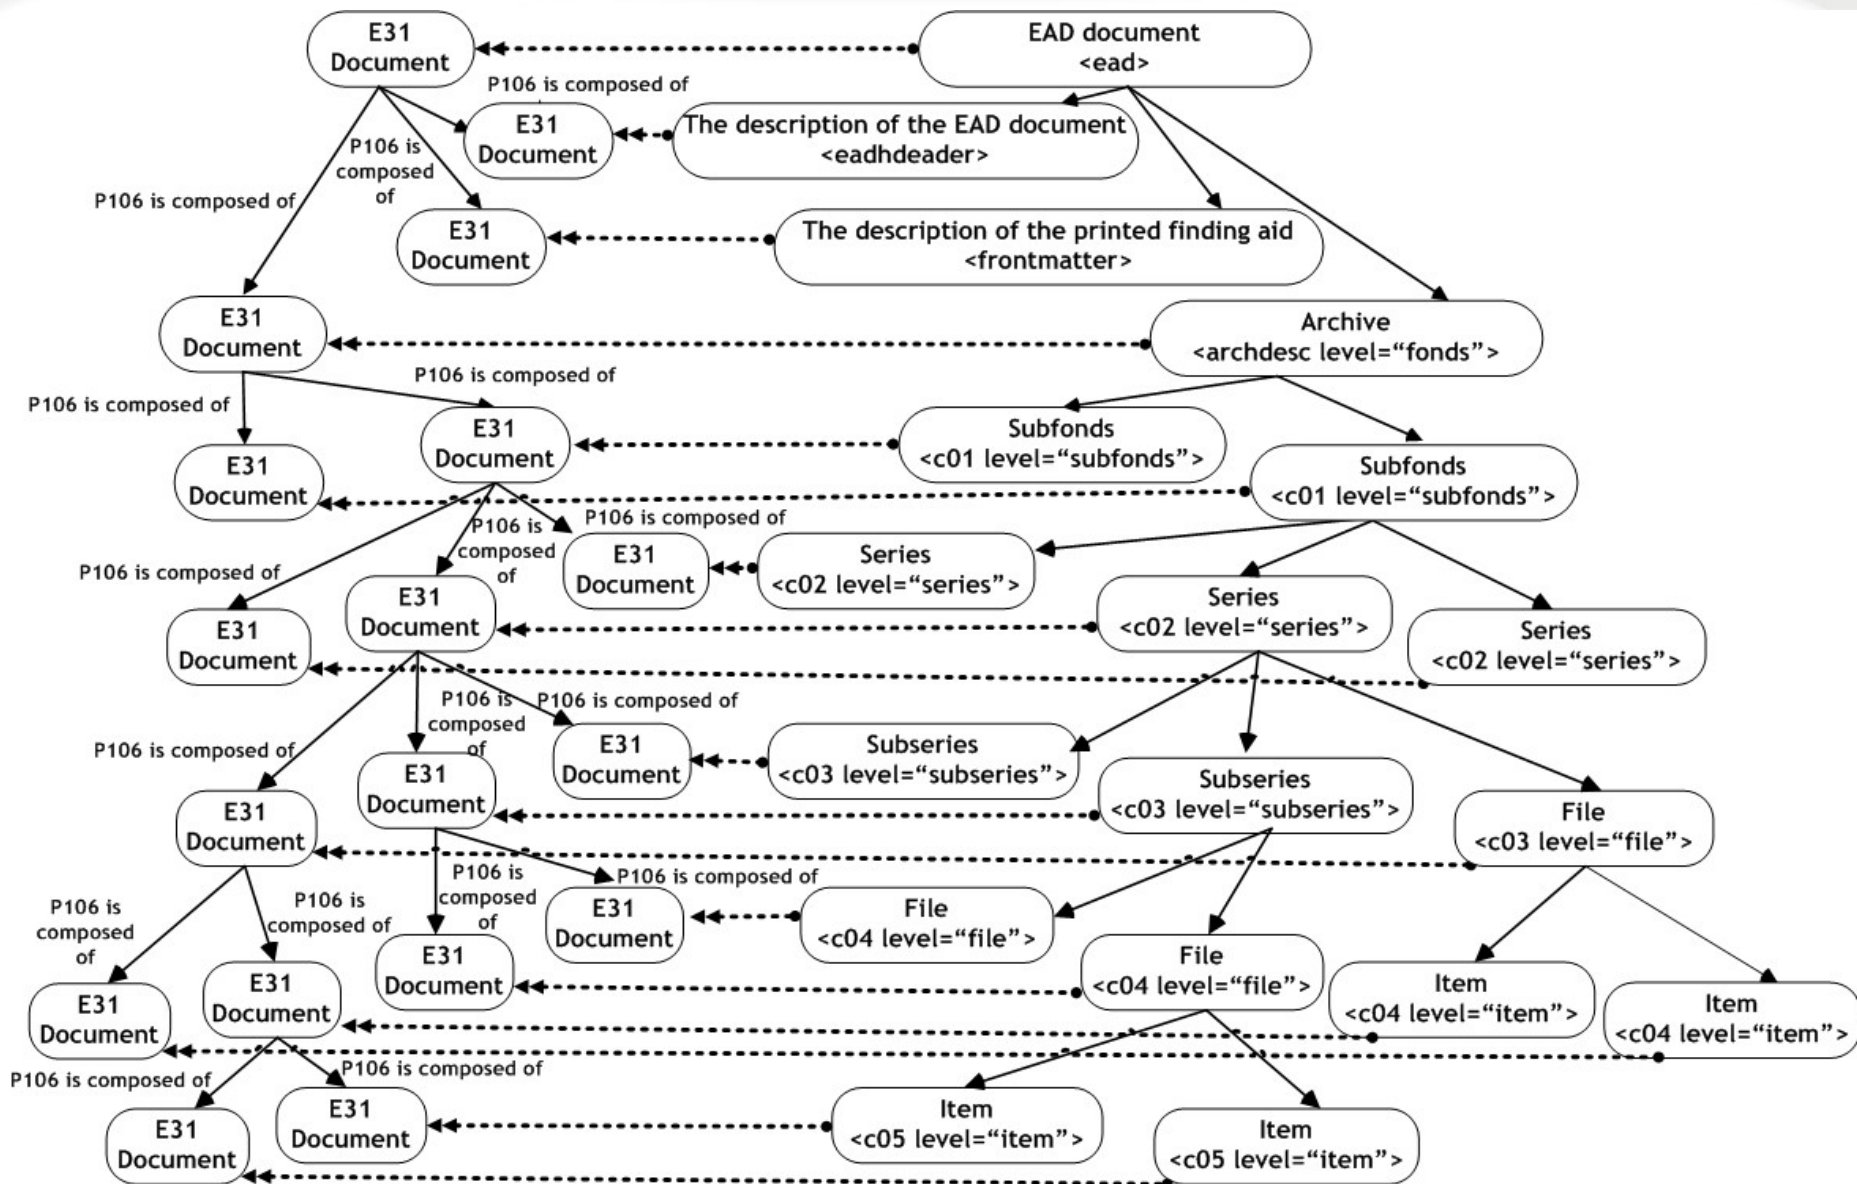 E31
Document
EAD document
<ead>
P106 is composed of
E31
Document
The description of the EAD document
<eadhdeader>
P106 is
composed
of
P106 is composed of
E31
Document
The description of the printed finding aid
<frontmatter>
E31
Document
Archive
<archdesc level=“fonds”>
P106 is composed of
P106 is composed of
E31
Document
Subfonds
<c01 level=“subfonds”>
E31
Document
Subfonds
<c01 level=“subfonds”>
P106 is
composed
of
P106 is composed of
E31
Document
Series
<c02 level=“series”>
P106 is composed of
E31
Document
Series
<c02 level=“series”>
E31
Document
Series
<c02 level=“series”>
P106 is
composed
of
P106 is composed of
P106 is composed of
E31
Document
Subseries
<c03 level=“subseries”>
E31
Document
Subseries
<c03 level=“subseries”>
E31
Document
File
<c03 level=“file”>
P106 is
composed
of
P106 is composed of
P106 is
composed
of
P106 is
composed of
E31
Document
File
<c04 level=“file”>
E31
Document
File
<c04 level=“file”>
E31
Document
Item
<c04 level=“item”>
E31
Document
Item
<c04 level=“item”>
P106 is composed of
P106 is composed of
E31
Document
Item
<c05 level=“item”>
E31
Document
Item
<c05 level=“item”>